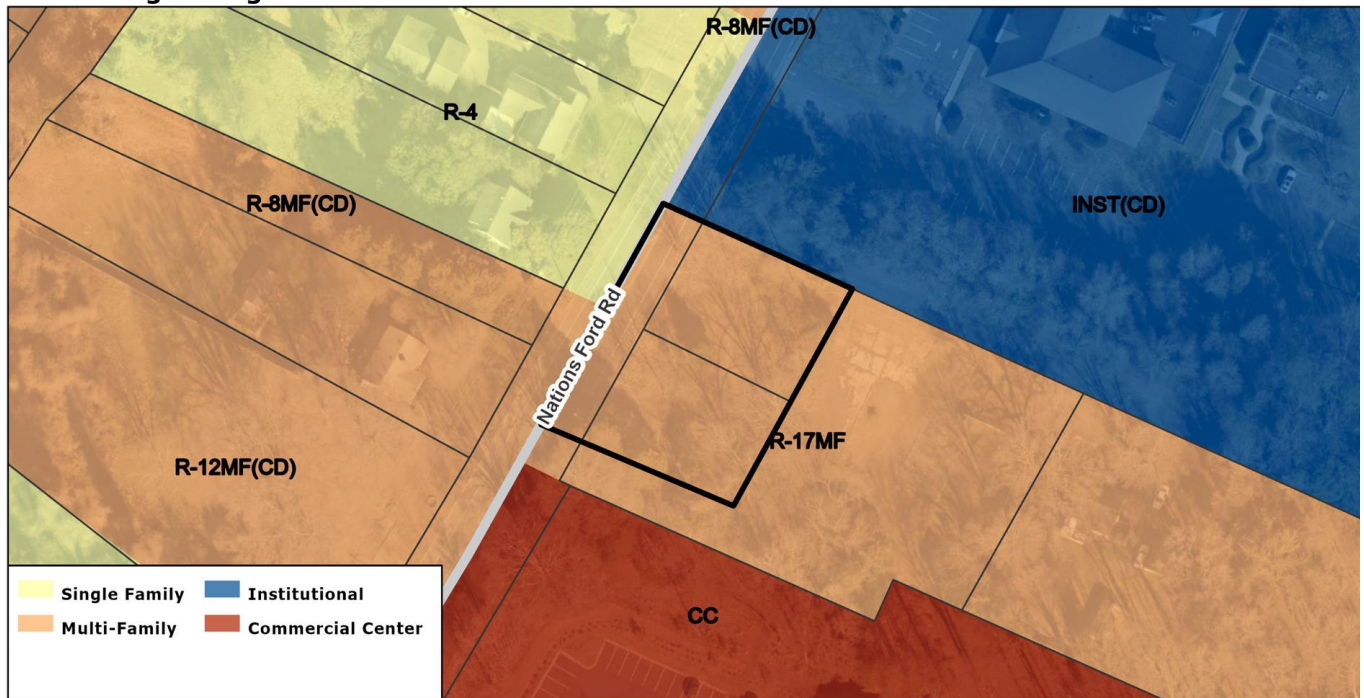 R-8MF(CD)
R-4
R-8MF(CD)
INST(CD)
Nations Ford Rd
R-17MF
R-12MF(CD)
CC
Single Family
Institutional
Multi-Family
Commercial Center